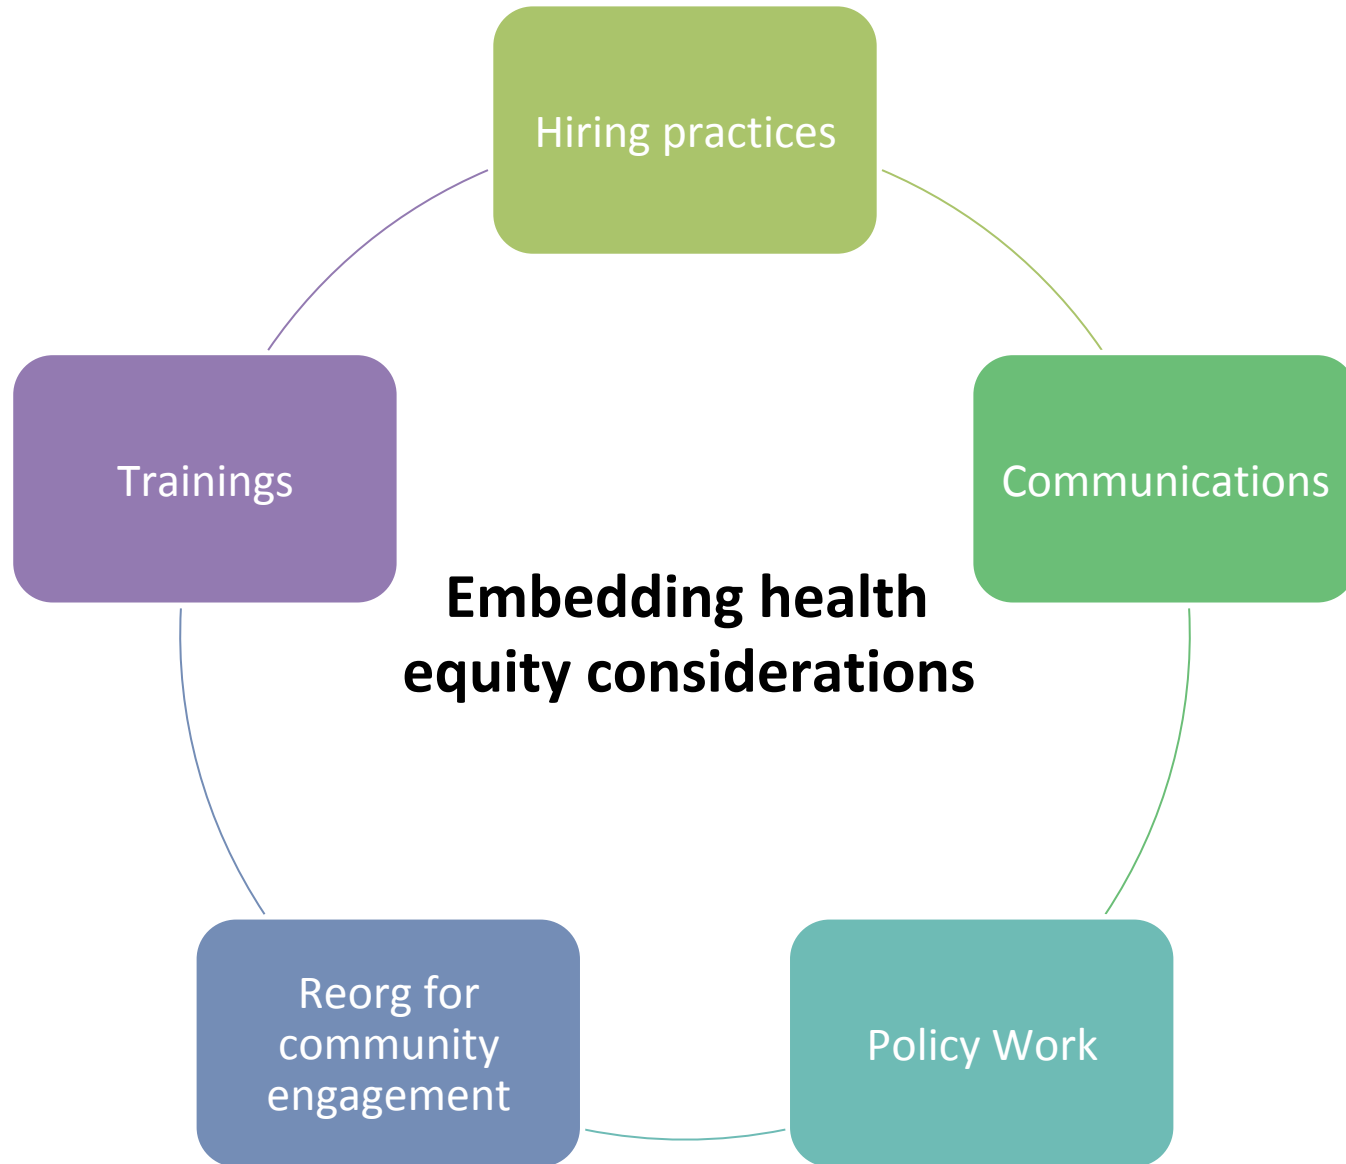 Hiring practices
Trainings
Communications
Embedding health
equity considerations
Reorg for
community
engagement
Policy Work